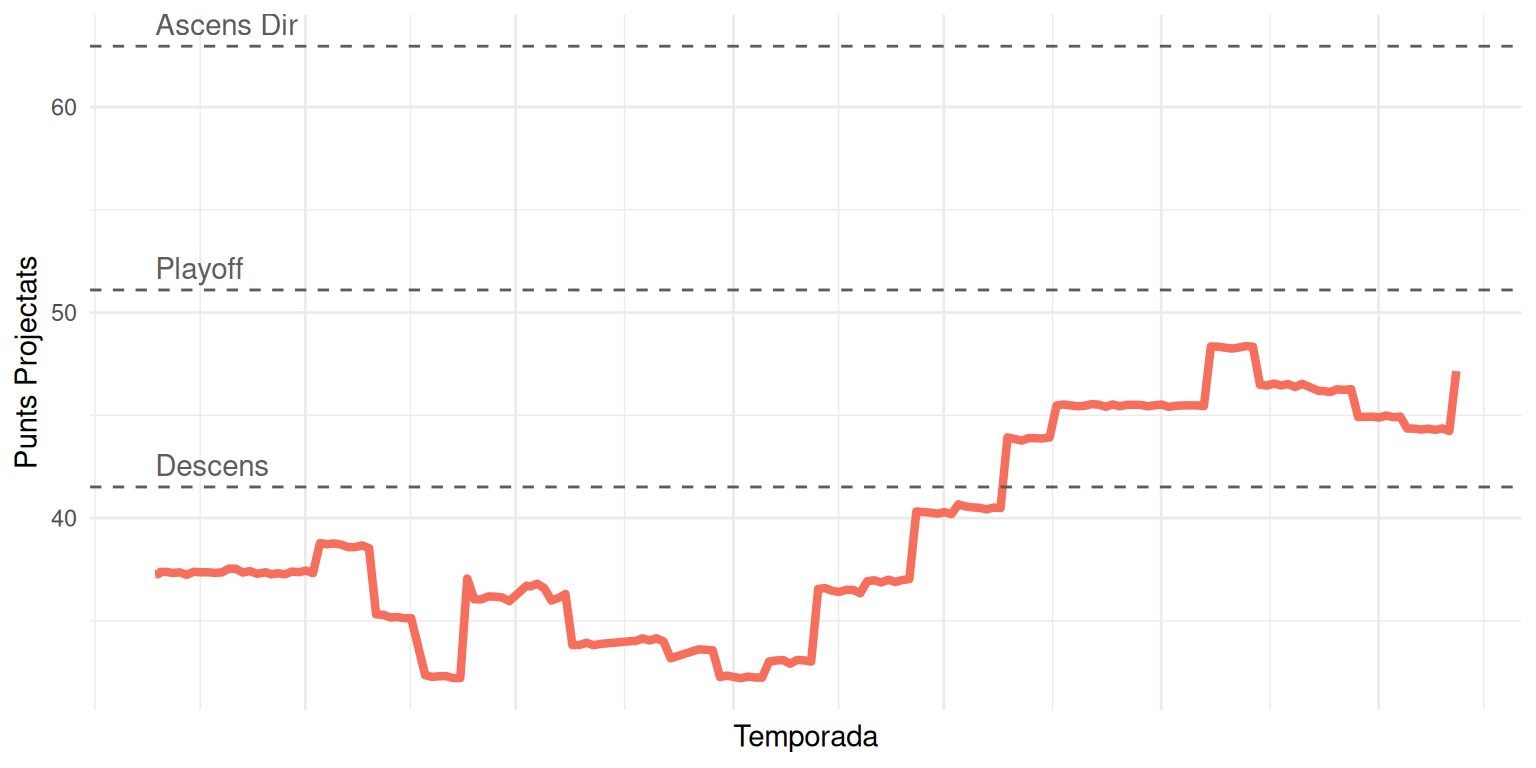 Ascens Dir
60
Playoff
50
Descens
40
Punts Projectats
Temporada